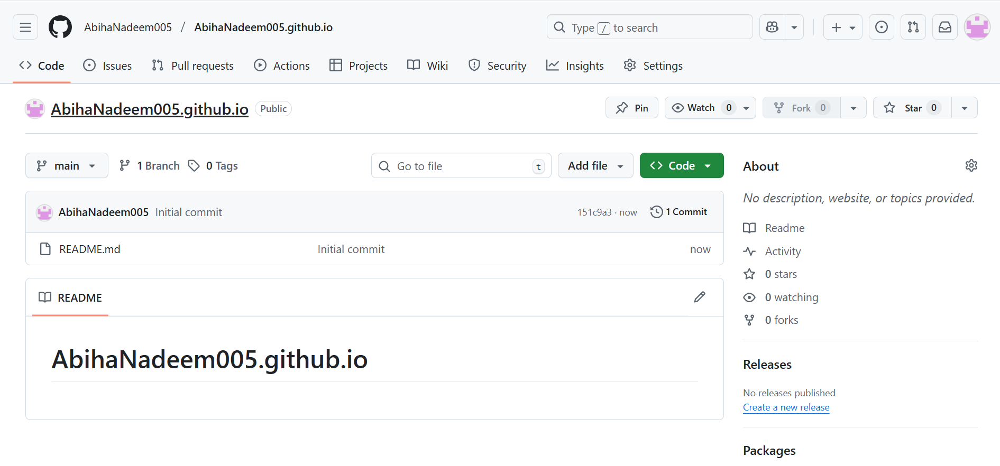 AbihaNadeem005 / AbihaNadeem005.github.io
Type / to search
Code Issues Pull requests Actions Projects Wiki Security Insights Settings
AbihaNadeem005.github.io Public
Pin Watch 0 Fork 0 Star 0
main 1 Branch 0 Tags
Go to file t Add file Code
AbihaNadeem005 Initial commit 151c9a3 · now 1 Commit
README.md Initial commit now
README
AbihaNadeem005.github.io
About
No description, website, or topics provided.
Readme
Activity
0 stars
0 watching
0 forks
Releases
No releases published
Create a new release
Packages